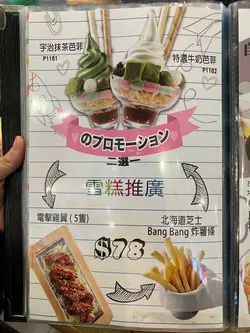 宇治抹茶芭菲
P1161
特濃牛奶芭菲
P1162
のプロモーション
二選一
雪糕推廣
電擊雞翼 (5隻)
北海道芝士
Bang Bang 炸薯條
$78